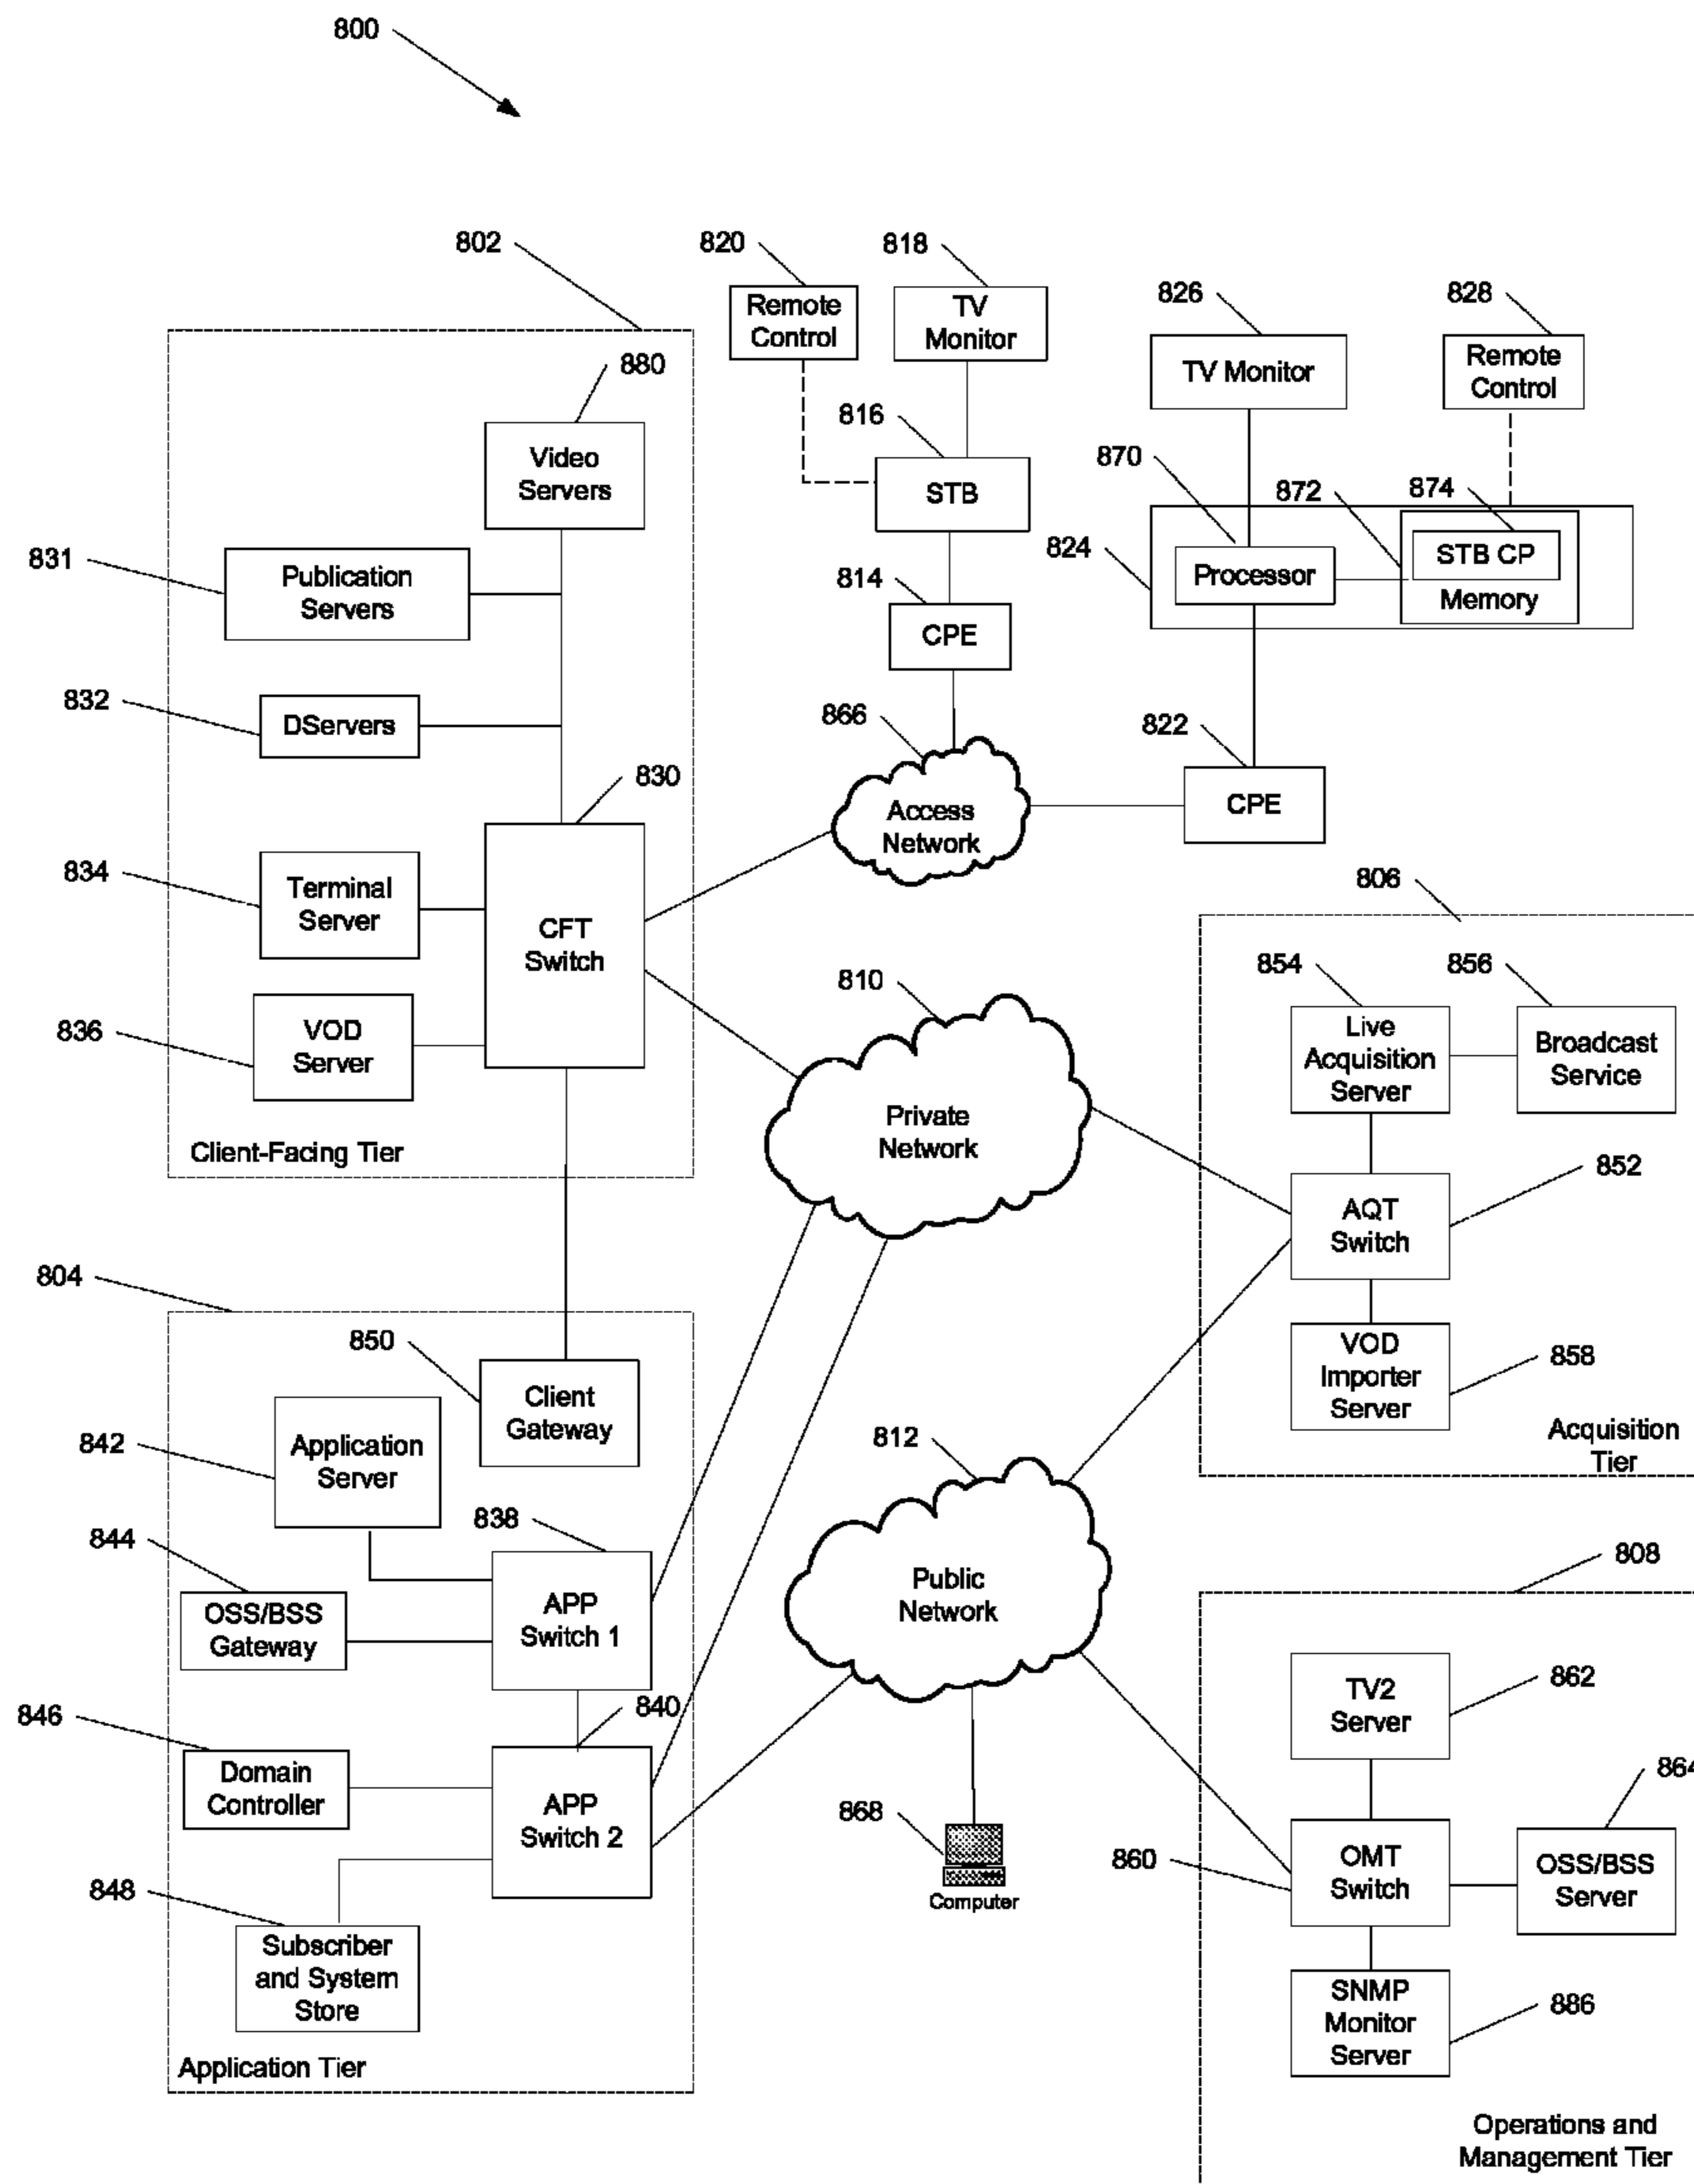 800
802
820
818
826
828
Remote
Control
TV
Monitor
TV Monitor
Remote
Control
880
Video
Servers
816
STB
870
872
874
824
Processor
STB CP
Memory
831
Publication
Servers
814
CPE
832
DServers
866
Access
Network
822
CPE
830
834
Terminal
Server
CFT
Switch
836
VOD
Server
Client-Facing Tier
810
Private
Network
806
854
856
Live
Acquisition
Server
Broadcast
Service
852
AQT
Switch
858
VOD
Importer
Server
Acquisition
Tier
804
850
Client
Gateway
842
Application
Server
838
844
OSS/BSS
Gateway
APP
Switch 1
840
846
Domain
Controller
APP
Switch 2
848
Subscriber
and System
Store
Application Tier
812
Public
Network
868
Computer
808
TV2
Server
862
864
860
OMT
Switch
OSS/BSS
Server
SNMP
Monitor
Server
886
Operations and
Management Tier